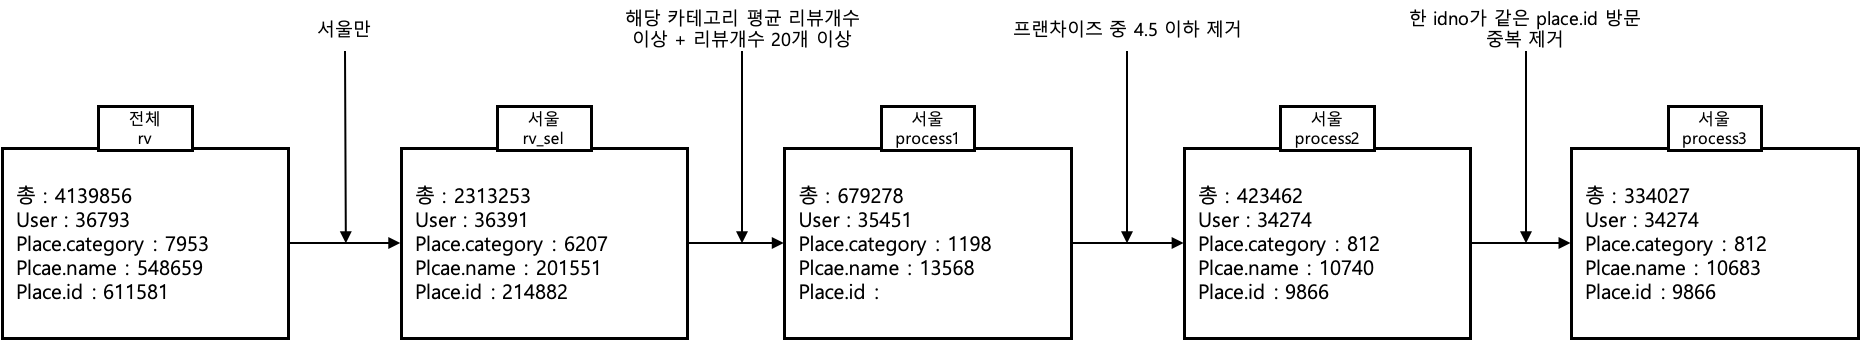 서울만
해당 카테고리 평균 리뷰개수
이상 + 리뷰개수 20개 이상
프랜차이즈 중 4.5 이하 제거
한 idno가 같은 place.id 방문
중복 제거
전체
rv
총 : 4139856
User : 36793
Place.category : 7953
Plcae.name : 548659
Place.id : 611581
서울
rv_sel
총 : 2313253
User : 36391
Place.category : 6207
Plcae.name : 201551
Place.id : 214882
서울
process1
총 : 679278
User : 35451
Place.category : 1198
Plcae.name : 13568
Place.id :
서울
process2
총 : 423462
User : 34274
Place.category : 812
Plcae.name : 10740
Place.id : 9866
서울
process3
총 : 334027
User : 34274
Place.category : 812
Plcae.name : 10683
Place.id : 9866